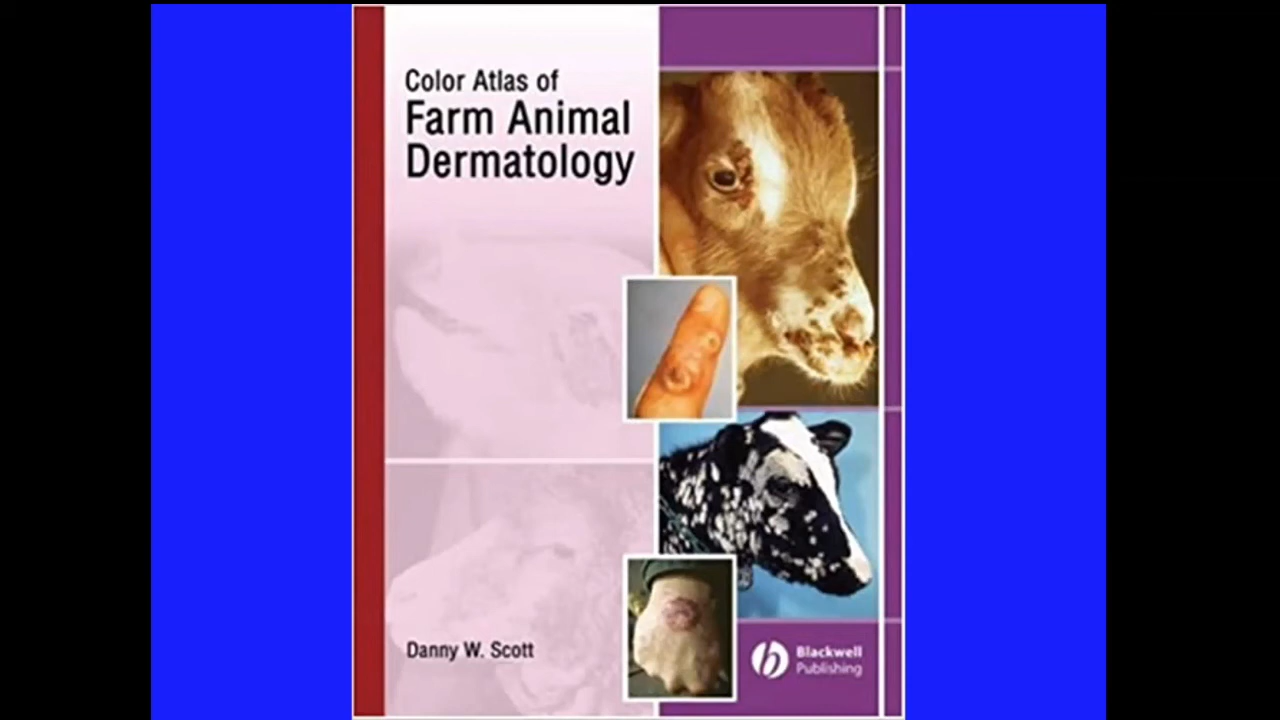 Color Atlas of
Farm Animal
Dermatology
Danny W. Scott
Blackwell
Publishing